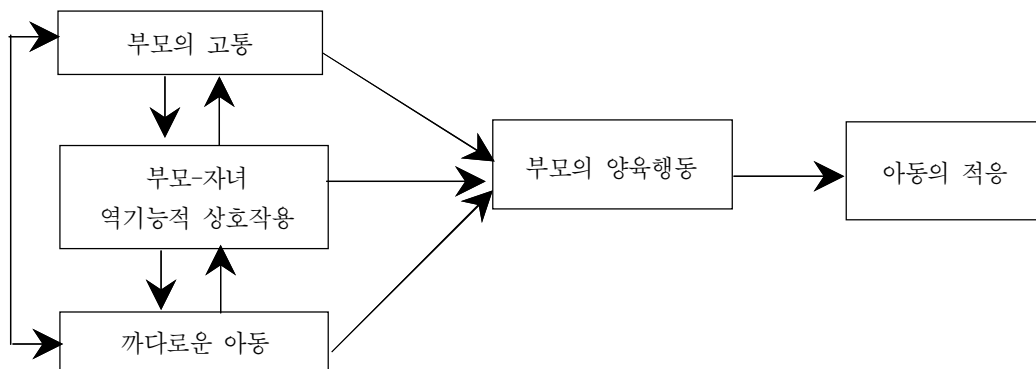 부모의 고통
부모-자녀
역기능적 상호작용
까다로운 아동
부모의 양육행동
아동의 적응